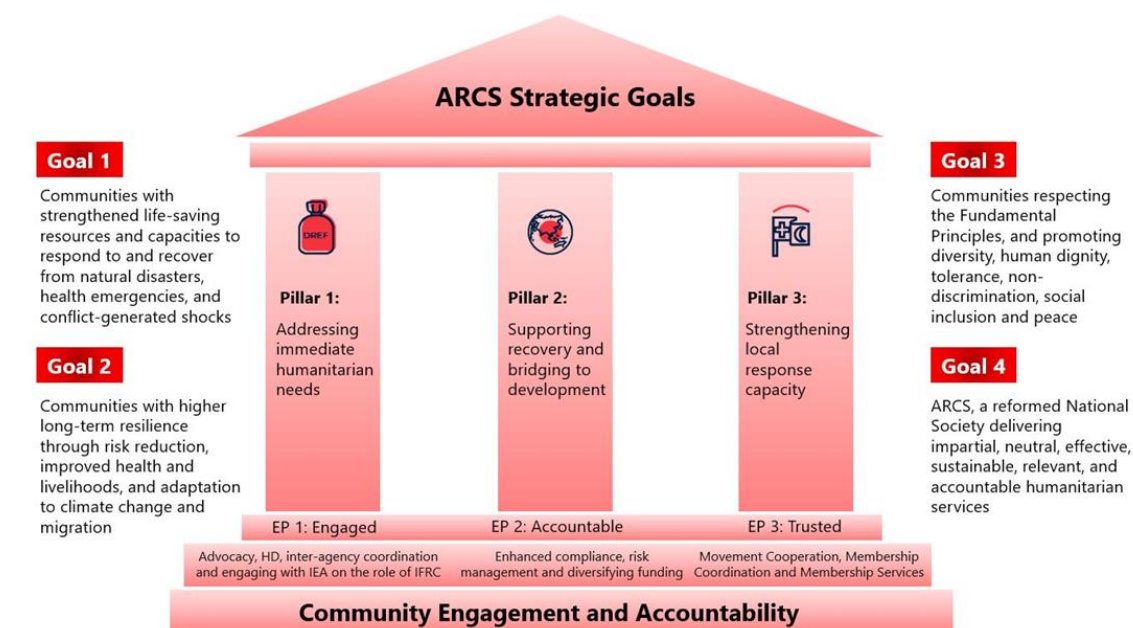 ARCS Strategic Goals
Goal 1
Communities with
strengthened life-saving
resources and capacities to
respond to and recover
from natural disasters,
health emergencies, and
conflict-generated shocks
Goal 2
Communities with higher
long-term resilience
through risk reduction,
improved health and
livelihoods, and adaptation
to climate change and
migration
DREF
Pillar 1:
Addressing
immediate
humanitarian
needs
Pillar 2:
Supporting
recovery and
bridging to
development
Pillar 3:
Strengthening
local
response
capacity
Goal 3
Communities respecting
the Fundamental
Principles, and promoting
diversity, human dignity,
tolerance, non-
discrimination, social
inclusion and peace
Goal 4
ARCS, a reformed National
Society delivering
impartial, neutral, effective,
sustainable, relevant, and
accountable humanitarian
services
EP 1: Engaged
EP 2: Accountable
EP 3: Trusted
Advocacy, HD, inter-agency coordination
and engaging with IEA on the role of IFRC
Enhanced compliance, risk
management and diversifying funding
Movement Cooperation, Membership
Coordination and Membership Services
Community Engagement and Accountability